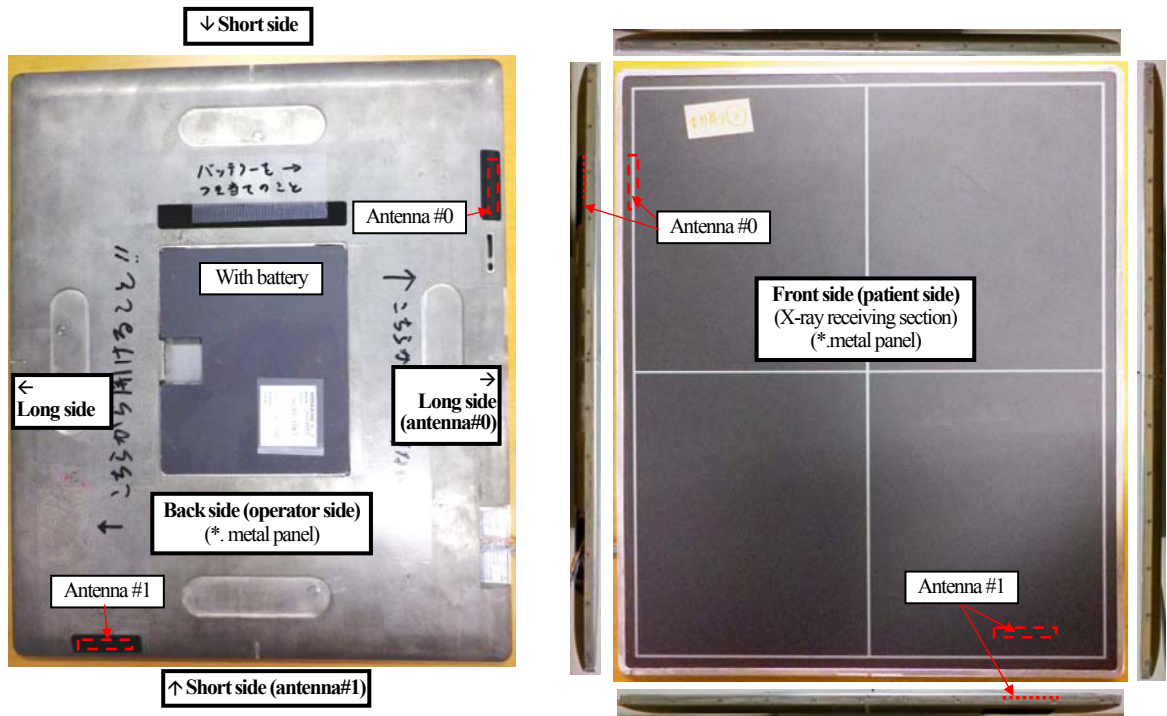 ↓ Short side
バッテリーを →
つき当てのこと
Antenna #0
With battery
←
Long side
→
Long side
(antenna#0)
Back side (operator side)
(*. metal panel)
Antenna #1
↑ Short side (antenna#1)
Antenna #0
Front side (patient side)
(X-ray receiving section)
(*.metal panel)
Antenna #1